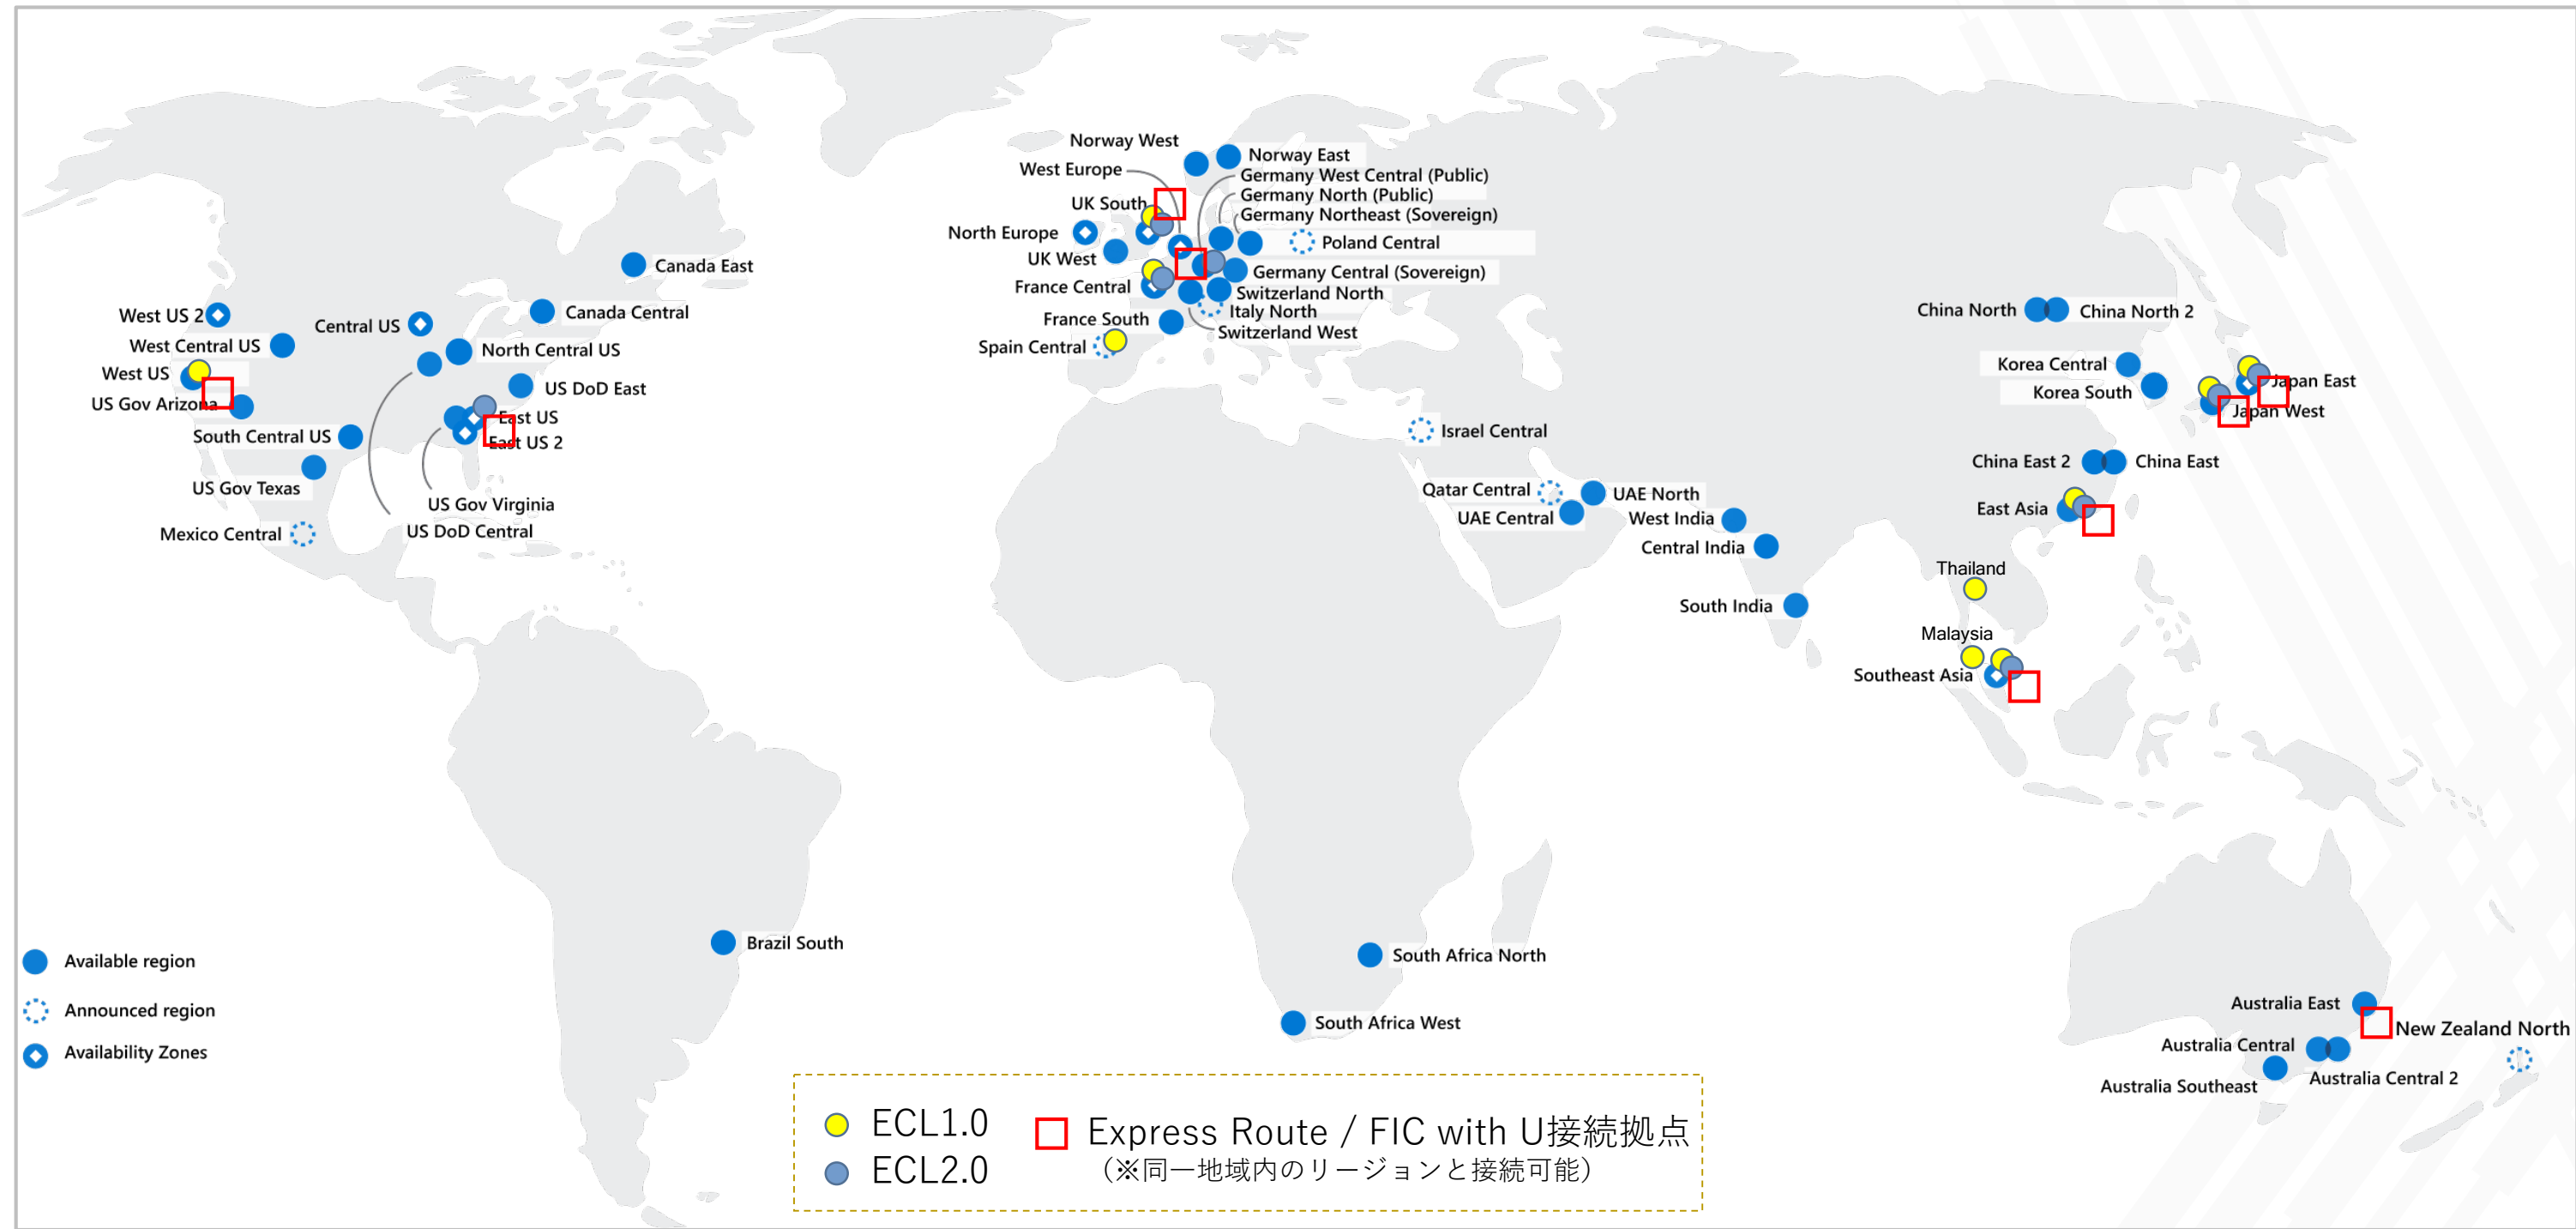 Norway West
Norway East
West Europe
Germany West Central (Public)
Germany North (Public)
UK South
Germany Northeast (Sovereign)
North Europe
Poland Central
UK West
Canada East
Germany Central (Sovereign)
France Central
Switzerland North
West US 2
Canada Central
Italy North
China North
China North 2
Central US
France South
Switzerland West
West Central US
North Central US
Spain Central
Korea Central
West US
US DoD East
Korea South
Japan East
US Gov Arizona
East US
Japan West
South Central US
East US 2
Israel Central
China East 2
China East
US Gov Texas
Qatar Central
UAE North
US Gov Virginia
UAE Central
West India
East Asia
Mexico Central
US DoD Central
Central India
Thailand
South India
Malaysia
Southeast Asia
Brazil South
South Africa North
Available region
Australia East
Announced region
South Africa West
New Zealand North
Availability Zones
Australia Central
Australia Central 2
Australia Southeast
ECL1.0
Express Route / FIC with U接続拠点
ECL2.0
（※同一地域内のリージョンと接続可能）